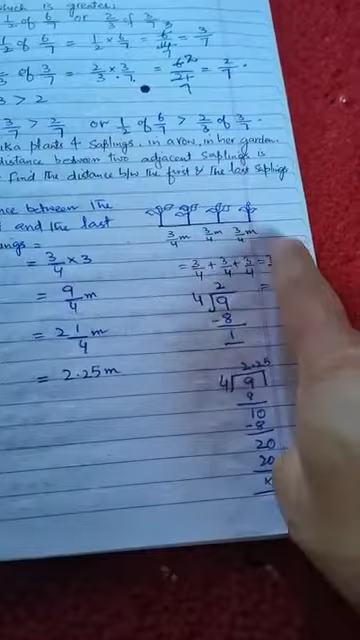 which is greater:
1/2 of 6/7 or 2/3 of 3/7
1/2 of 6/7 = 1/2 × 6/7 = 6/14 = 3/7
of 3/7 = 2/3 × 3/7 = 6/21 = 2/7
3 > 2
3/7 > 2/7 or 1/2 of 6/7 > 2/3 of 3/7.
plants 4 saplings, in a row, in her garden.
distance between two adjacent saplings is
Find the distance b/w the first & the last sapling.
between the
and the last
= 3/4 × 3
3/4 m 3/4 m 3/4 m
= 3/4 + 3/4 + 3/4 =
= 9/4 m
= 2 1/4 m
= 2.25 m
2
4 9
-8
1
2.25
4 9
8
10
-8
20
20
×